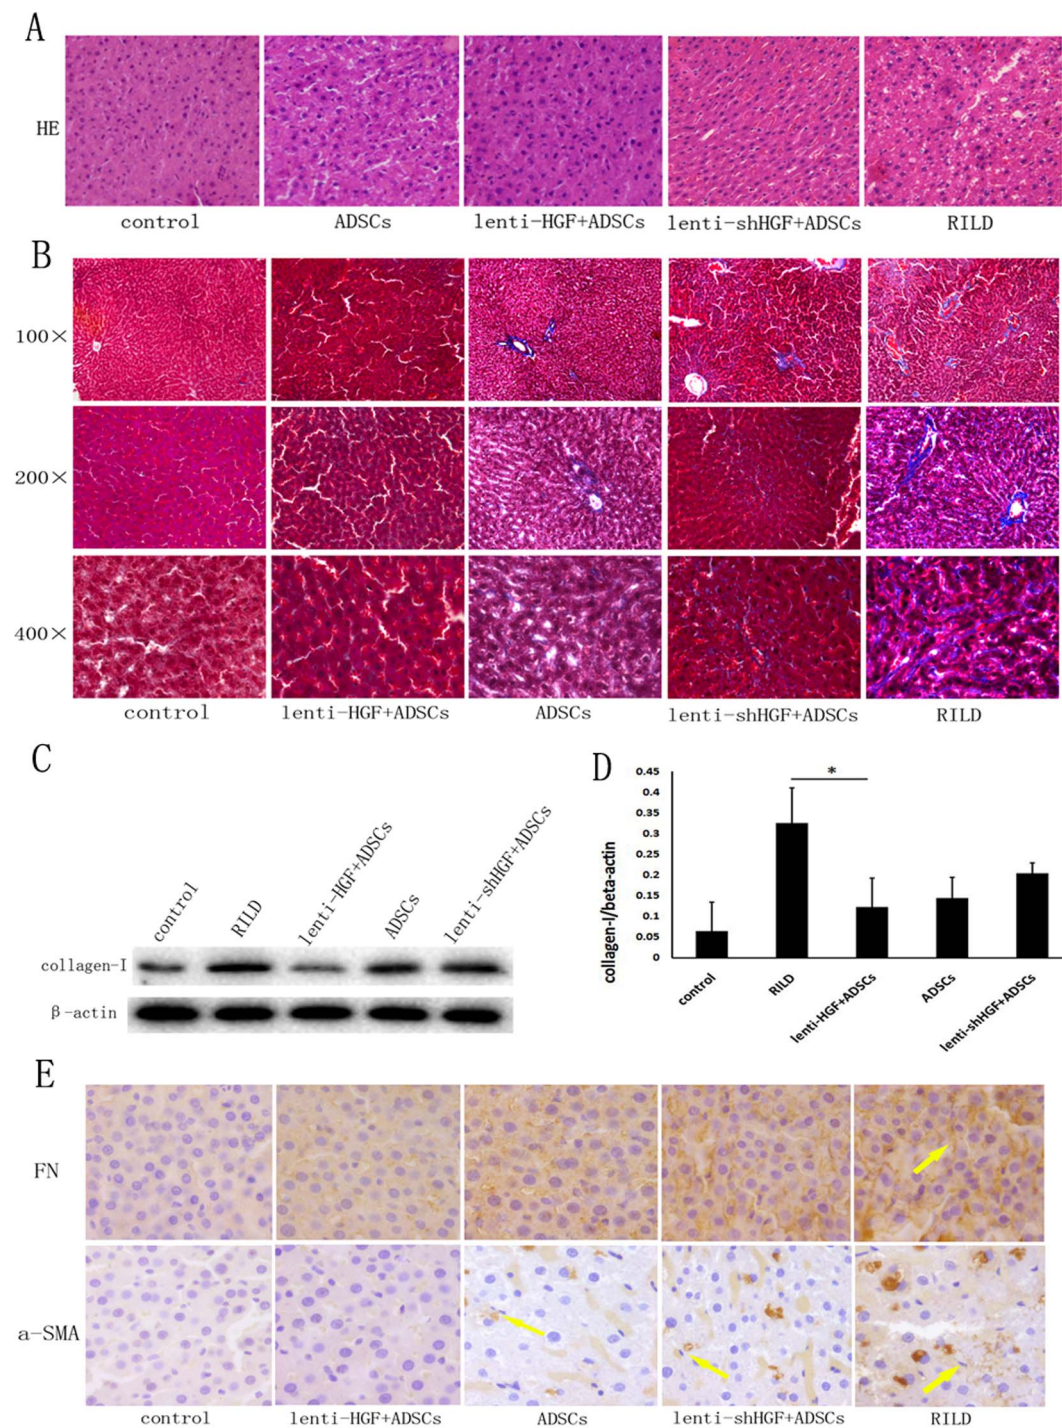 A
HE
control ADSCs lenti-HGF+ADSCs lenti-shHGF+ADSCs RILD
B
100×
200×
400×
control lenti-HGF+ADSCs ADSCs lenti-shHGF+ADSCs RILD
C
control RILD lenti-HGF+ADSCs ADSCs lenti-shHGF+ADSCs
collagen-I
β-actin
D
*
0.45
0.4
0.35
0.3
0.25
0.2
0.15
0.1
0.05
0
collagen-I/beta-actin
control RILD lenti-HGF+ADSCs ADSCs lenti-shHGF+ADSCs
E
FN
a-SMA
control lenti-HGF+ADSCs ADSCs lenti-shHGF+ADSCs RILD